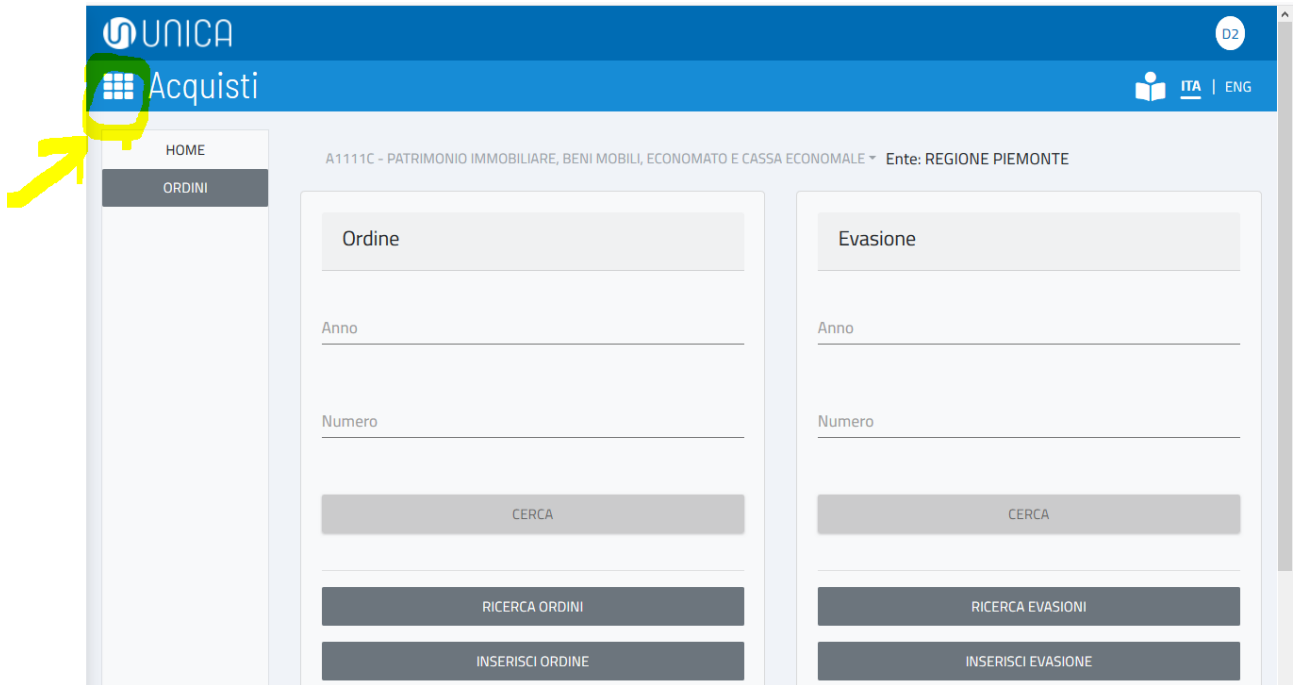 UNICA
D2
Acquisti
ITA | ENG
HOME
ORDINI
A1111C - PATRIMONIO IMMOBILIARE, BENI MOBILI, ECONOMATO E CASSA ECONOMALE Ente: REGIONE PIEMONTE
Ordine
Anno
Numero
CERCA
RICERCA ORDINI
INSERISCI ORDINE
Evasione
Anno
Numero
CERCA
RICERCA EVASIONI
INSERISCI EVASIONE